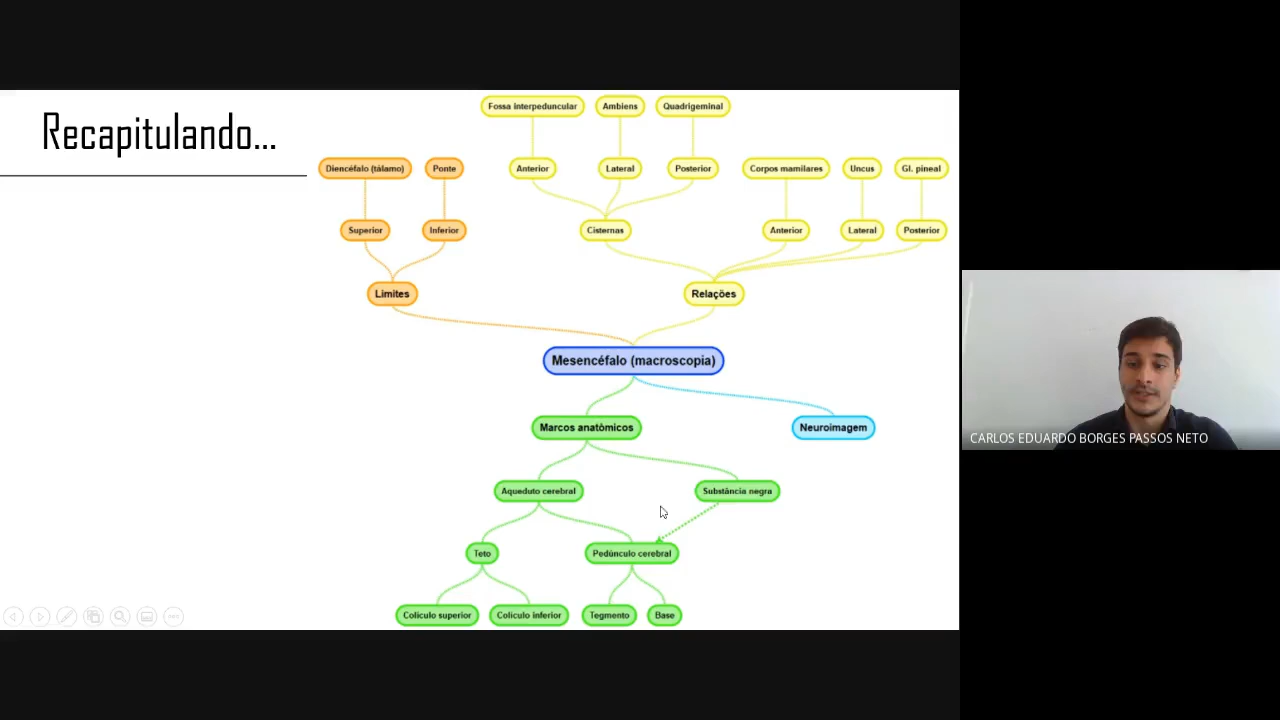 Recapitulando...
Fossa interpeduncular
Ambiens
Quadrigeminal
Diencéfalo (tálamo)
Ponte
Anterior
Lateral
Posterior
Corpos mamilares
Uncus
Gl. pineal
Superior
Inferior
Cisternas
Anterior
Lateral
Posterior
Limites
Relações
Mesencéfalo (macroscopia)
Marcos anatômicos
Neuroimagem
CARLOS EDUARDO BORGES PASSOS NETO
Aqueduto cerebral
Substância negra
Teto
Pedúnculo cerebral
Colículo superior
Colículo inferior
Tegmento
Base